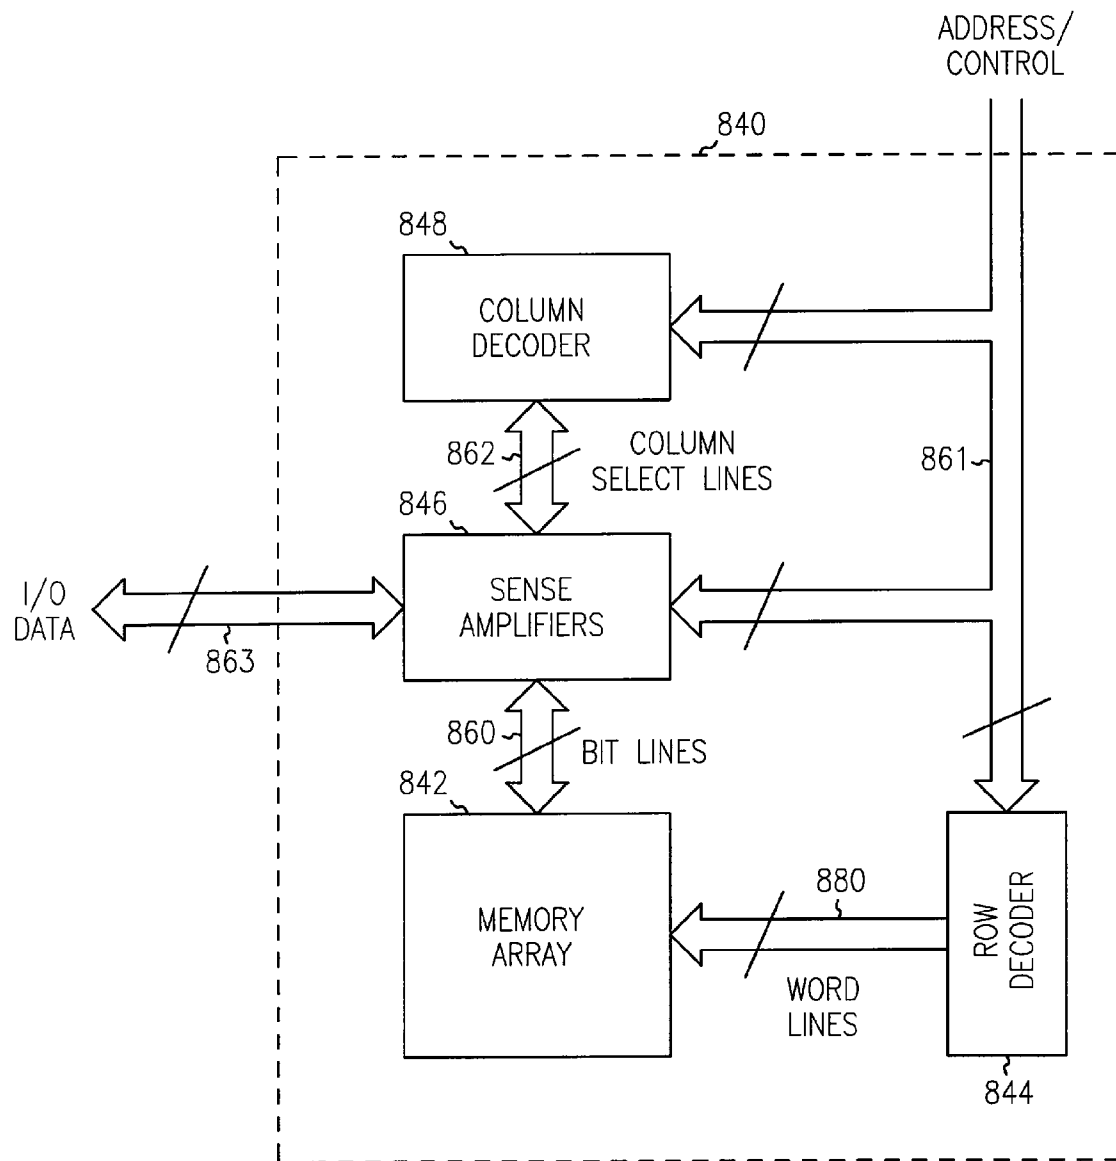 ADDRESS/
CONTROL
840
848
COLUMN
DECODER
862
COLUMN
SELECT LINES
861
846
SENSE
AMPLIFIERS
I/O
DATA
863
860
BIT LINES
842
MEMORY
ARRAY
880
WORD
LINES
ROW
DECODER
844